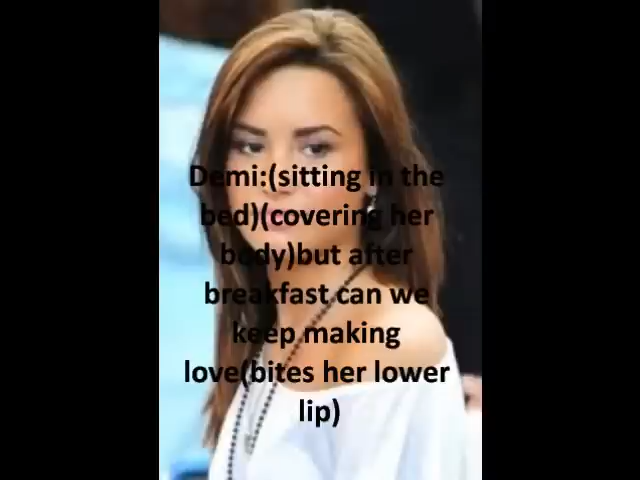 Demi:(sitting in the
bed)(covering her
body)but after
breakfast can we
keep making
love(bites her lower
lip)